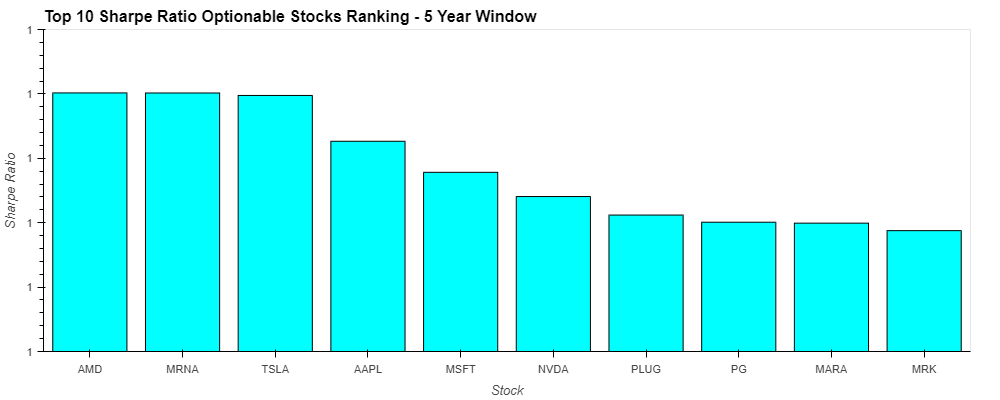 Top 10 Sharpe Ratio Optionable Stocks Ranking - 5 Year Window
1
1
1
1
1
1
Sharpe Ratio
AMD MRNA TSLA AAPL MSFT NVDA PLUG PG MARA MRK
Stock